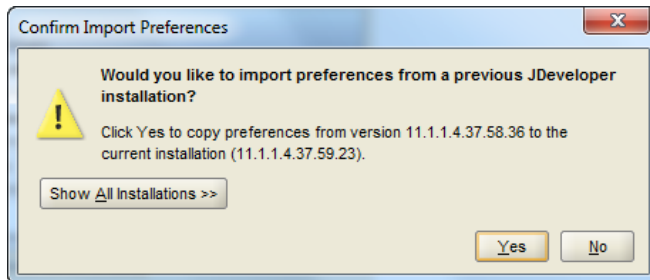 Confirm Import Preferences
Would you like to import preferences from a previous JDeveloper
installation?
Click Yes to copy preferences from version 11.1.1.4.37.58.36 to the
current installation (11.1.1.4.37.59.23).
Show All Installations >>
Yes
No